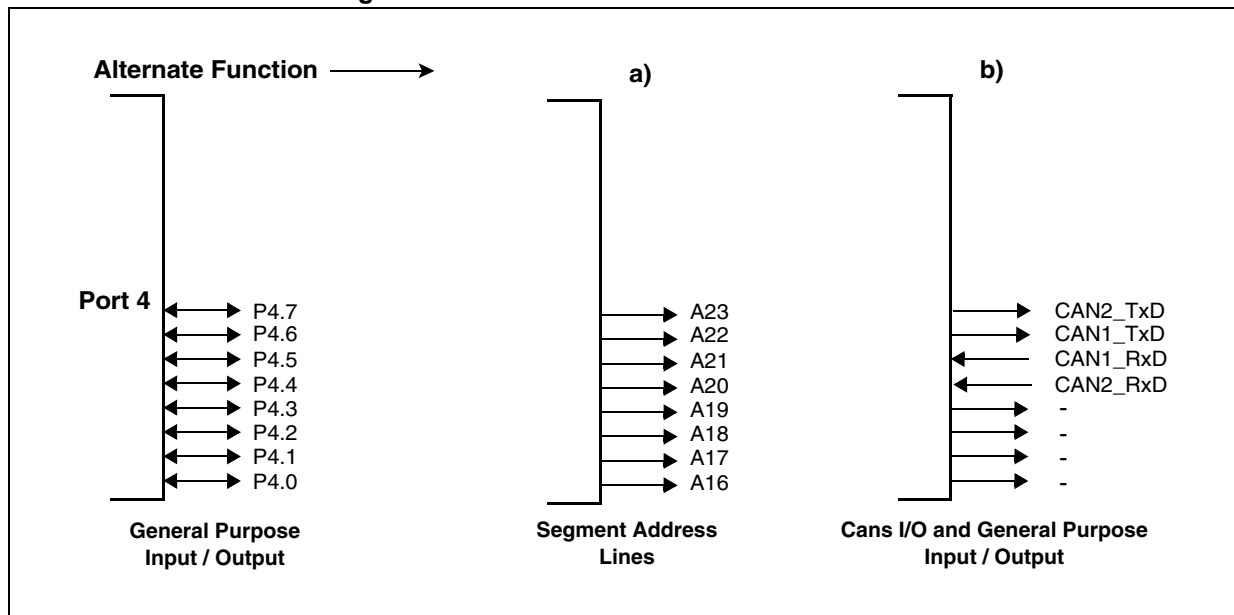 Alternate Function
a)
b)
Port 4
P4.7
P4.6
P4.5
P4.4
P4.3
P4.2
P4.1
P4.0
General Purpose
Input / Output
A23
A22
A21
A20
A19
A18
A17
A16
Segment Address
Lines
CAN2_TxD
CAN1_TxD
CAN1_RxD
CAN2_RxD
-
-
-
-
Cans I/O and General Purpose
Input / Output